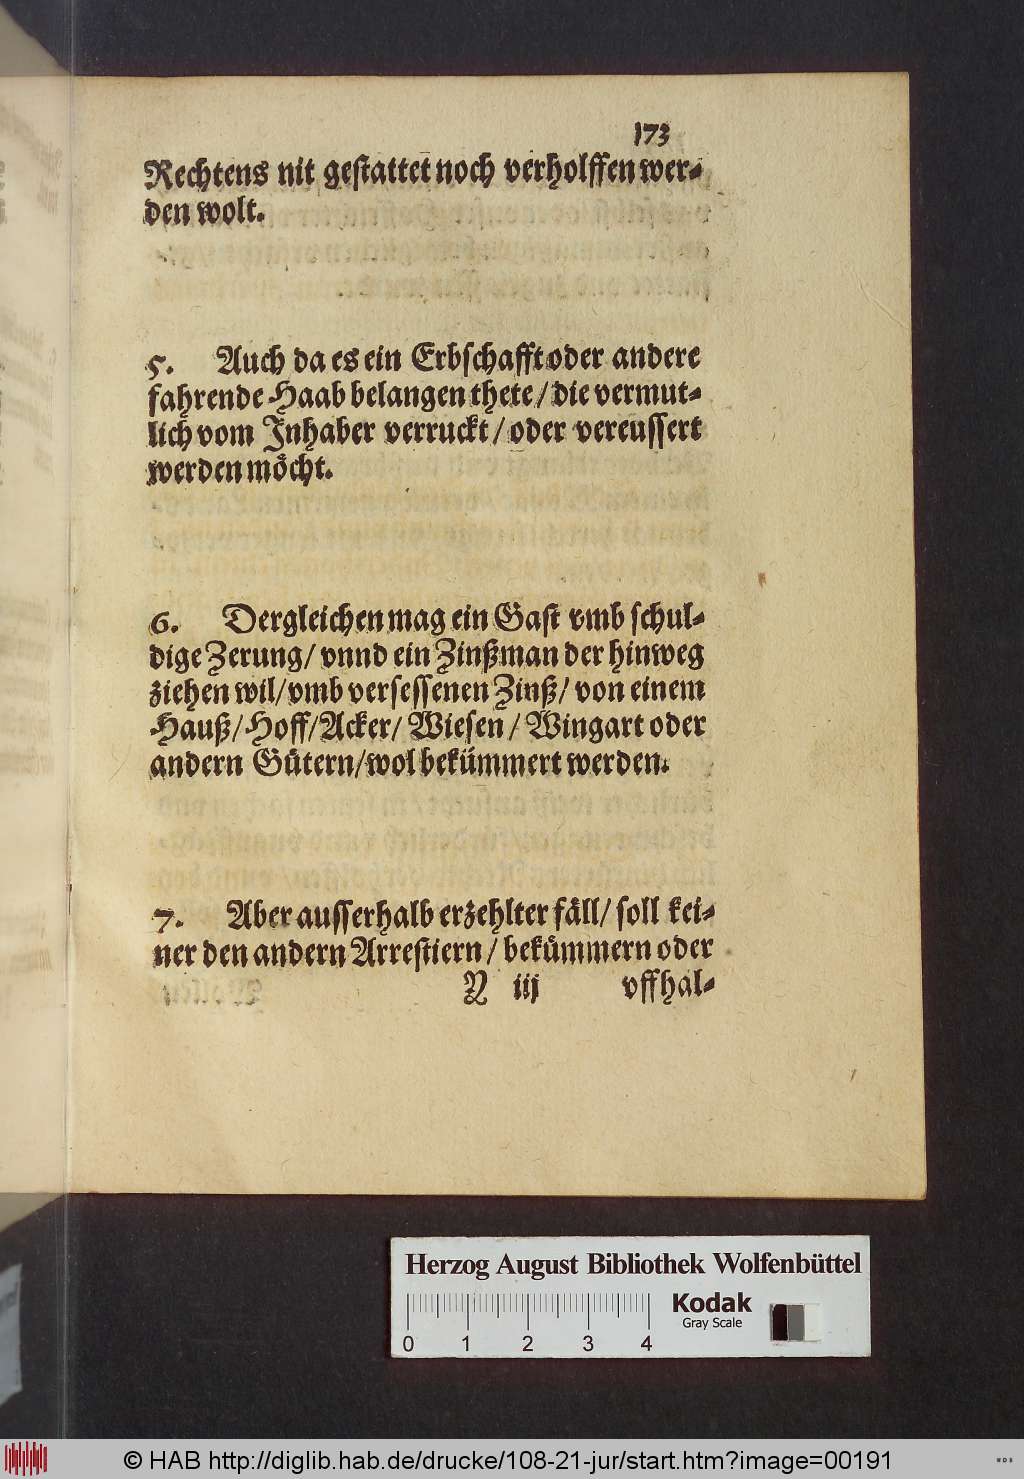 173
Rechtens nit gestattet noch verholffen wer-
den wolt.
5. Auch da es ein Erbschafft oder andere
fahrende Haab belangen thete / die vermut-
lich vom Inhaber verruckt / oder vereussert
werden möcht.
6. Dergleichen mag ein Gast vmb schul-
dige Zerung / vnnd ein Zinßman der hinweg
ziehen wil / vmb versessenen Zinß / von einem
Hauß / Hoff / Acker / Wiesen / Wingart oder
andern Gütern / wol bekümmert werden.
7. Aber ausserhalb erzehlter fäll / soll kei-
ner den andern Arrestiern / bekümmern oder
Y iij vffhal-
Herzog August Bibliothek Wolfenbüttel
Kodak
Gray Scale
0 1 2 3 4
© HAB http://diglib.hab.de/drucke/108-21-jur/start.htm?image=00191